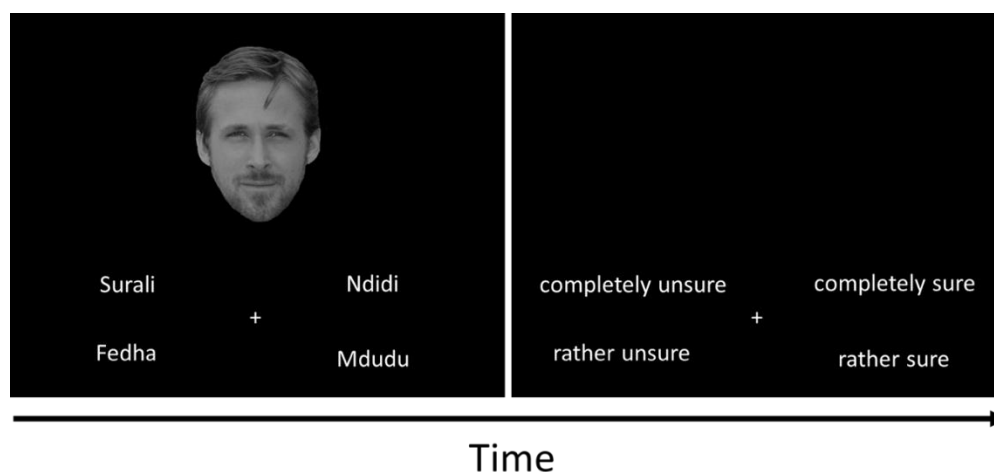 Surali
Ndidi
+
Fedha
Mdudu
completely unsure
completely sure
+
rather unsure
rather sure
Time